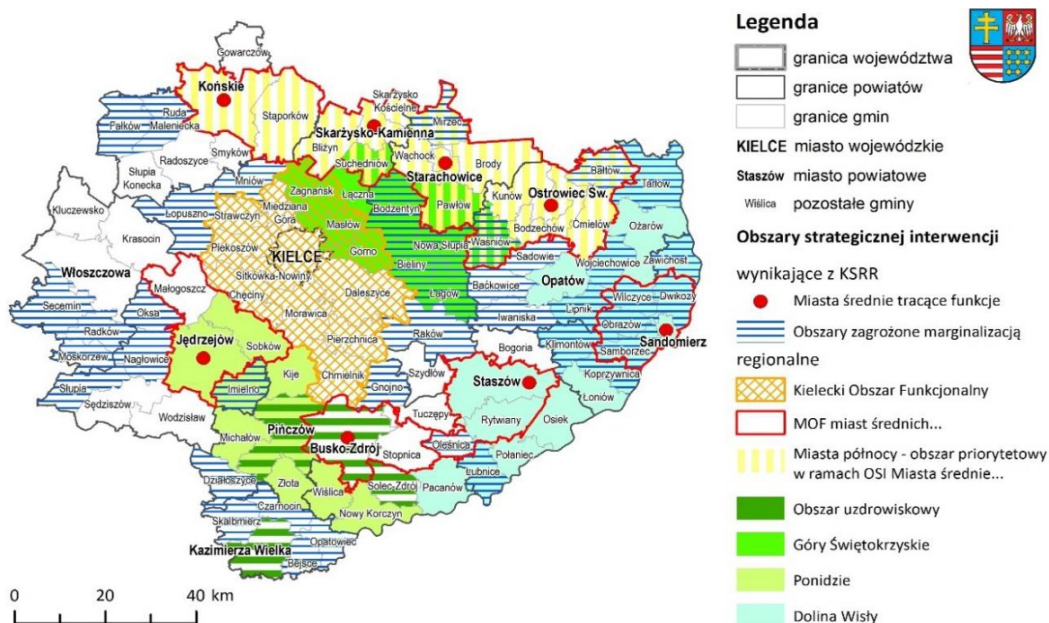 Gowarczów
Końskie
Stąporków
Skarżysko
Kościelne
Ruda
Maleniecka
Fałków
Skarżysko-Kamienna
Mirzec
Bliżyn
Smyków
Radoszyce
Suchedniów
Wąchock
Brody
Starachowice
Bałtów
Tarłów
Słupia
Konecka
Mniów
Zagnańsk
Łączna
Kunów
Ostrowiec Św.
Kluczewsko
Łopuszno
Strawczyn
Miedziana
Góra
Bodzentyn
Pawłów
Ćmielów
Ożarów
Krasocin
Masłów
Bodzechów
Waśniów
Nowa Słupia
Piekoszów
KIELCE
Górno
Bieliny
Sadowie
Wojciechowice
Zawichost
Włoszczowa
Sitkówka-Nowiny
Opatów
Małogoszcz
Chęciny
Daleszyce
Łagów
Baćkowice
Wilczyce
Dwikozy
Secemin
Oksa
Morawica
Iwaniska
Lipnik
Obrazów
Radków
Jędrzejów
Sobków
Pierzchnica
Raków
Klimontów
Sandomierz
Moskorzew
Nagłowice
Bogoria
Samborzec
Słupia
Imielno
Kije
Chmielnik
Gnojno
Szydłów
Staszów
Koprzywnica
Sędziszów
Łoniów
Wodzisław
Pińczów
Tuczępy
Rytwiany
Osiek
Michałów
Busko-Zdrój
Stopnica
Oleśnica
Połaniec
Działoszyce
Złota
Wiślica
Solec-Zdrój
Pacanów
Łubnice
Skalbmierz
Czarnocin
Nowy Korczyn
Kazimierza Wielka
Opatowiec
Bejsce
0 20 40 km
Legenda
granica województwa
granice powiatów
granice gmin
KIELCE miasto wojewódzkie
Staszów miasto powiatowe
Wiślica pozostałe gminy
Obszary strategicznej interwencji
wynikające z KSRR
Miasta średnie tracące funkcje
Obszary zagrożone marginalizacją
regionalne
Kielecki Obszar Funkcjonalny
MOF miast średnich...
Miasta północy - obszar priorytetowy
w ramach OSI Miasta średnie...
Obszar uzdrowiskowy
Góry Świętokrzyskie
Ponidzie
Dolina Wisły